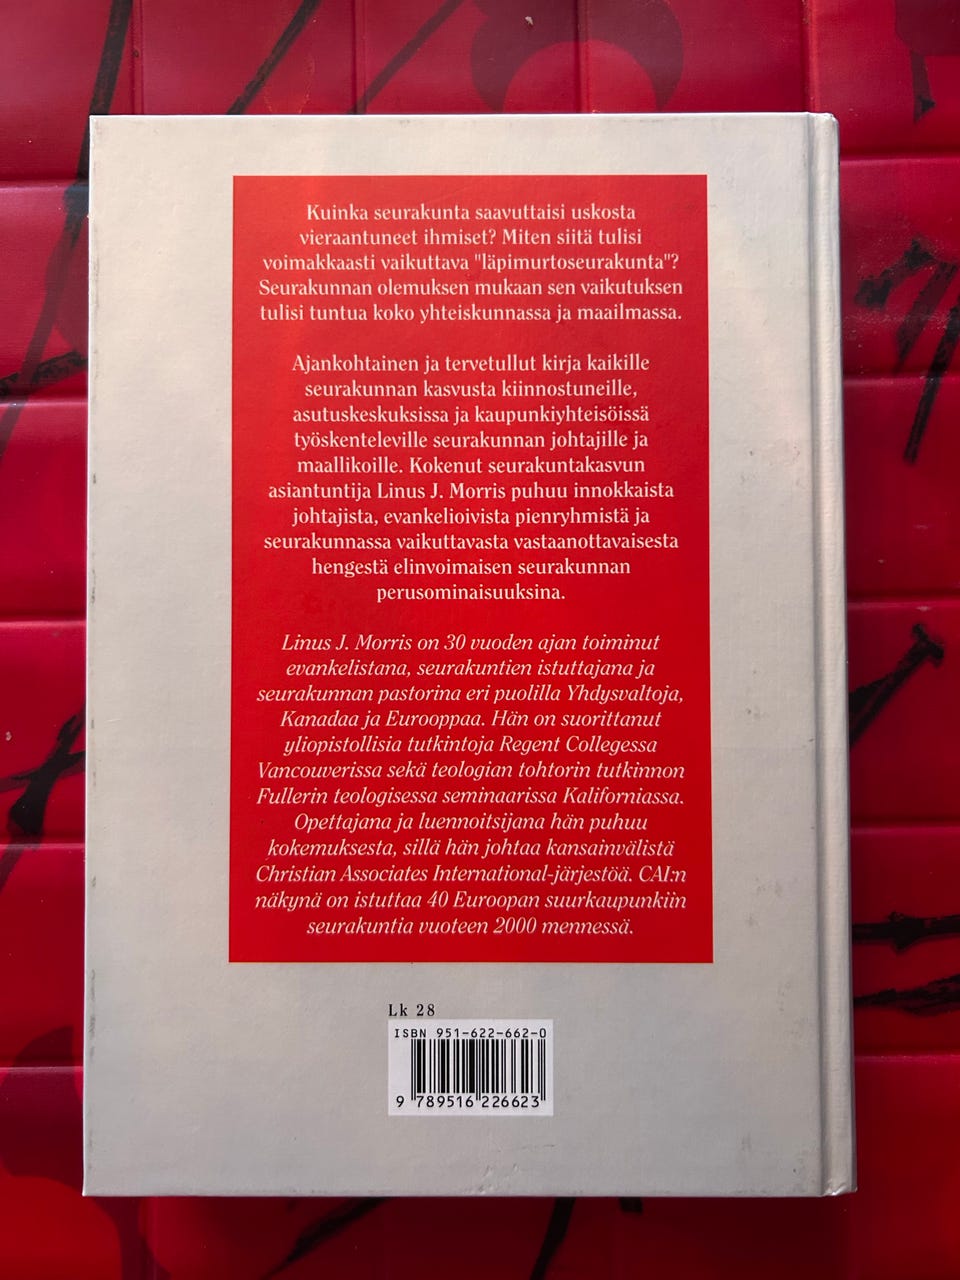 Kuinka seurakunta saavuttaisi uskosta
vieraantuneet ihmiset? Miten siitä tulisi
voimakkaasti vaikuttava "läpimurtoseurakunta"?
Seurakunnan olemuksen mukaan sen vaikutuksen
tulisi tuntua koko yhteiskunnassa ja maailmassa.
Ajankohtainen ja tervetullut kirja kaikille
seurakunnan kasvusta kiinnostuneille,
asutuskeskuksissa ja kaupunkiyhteisöissä
työskenteleville seurakunnan johtajille ja
maallikoille. Kokenut seurakuntakasvun
asiantuntija Linus J. Morris puhuu innokkaista
johtajista, evankelioivista pienryhmistä ja
seurakunnassa vaikuttavasta vastaanottavaisesta
hengestä elinvoimaisen seurakunnan
perusominaisuuksina.
Linus J. Morris on 30 vuoden ajan toiminut
evankelistana, seurakuntien istuttajana ja
seurakunnan pastorina eri puolilla Yhdysvaltoja,
Kanadaa ja Eurooppaa. Hän on suorittanut
yliopistollisia tutkintoja Regent Collegessa
Vancouverissa sekä teologian tohtorin tutkinnon
Fullerin teologisessa seminaarissa Kaliforniassa.
Opettajana ja luennoitsijana hän puhuu
kokemuksesta, sillä hän johtaa kansainvälistä
Christian Associates International-järjestöä. CAI:n
näkynä on istuttaa 40 Euroopan suurkaupunkiin
seurakuntia vuoteen 2000 mennessä.
Lk 28
ISBN 951-622-662-0
9 789516 226623